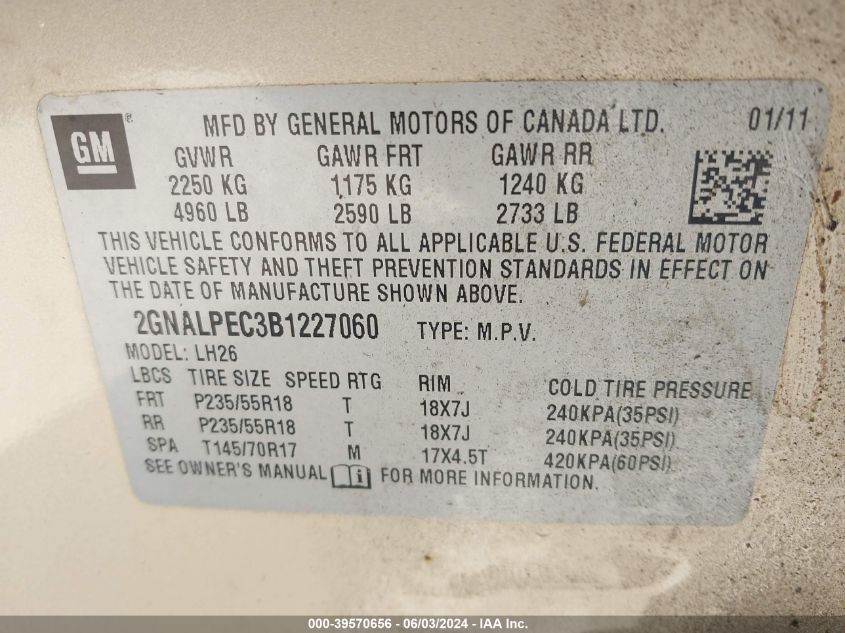 GM®
MFD BY GENERAL MOTORS OF CANADA LTD. 01/11
GVWR GAWR FRT GAWR RR
2250 KG 1175 KG 1240 KG
4960 LB 2590 LB 2733 LB
THIS VEHICLE CONFORMS TO ALL APPLICABLE U.S. FEDERAL MOTOR
VEHICLE SAFETY AND THEFT PREVENTION STANDARDS IN EFFECT ON
THE DATE OF MANUFACTURE SHOWN ABOVE.
2GNALPEC3B1227060 TYPE: M.P.V.
MODEL: LH26
LBCS TIRE SIZE SPEED RTG RIM COLD TIRE PRESSURE
FRT P235/55R18 T 18X7J 240KPA(35PSI)
RR P235/55R18 T 18X7J 240KPA(35PSI)
SPA T145/70R17 M 17X4.5T 420KPA(60PSI)
SEE OWNER'S MANUAL i FOR MORE INFORMATION.
000-39570656 - 06/03/2024 - IAA Inc.